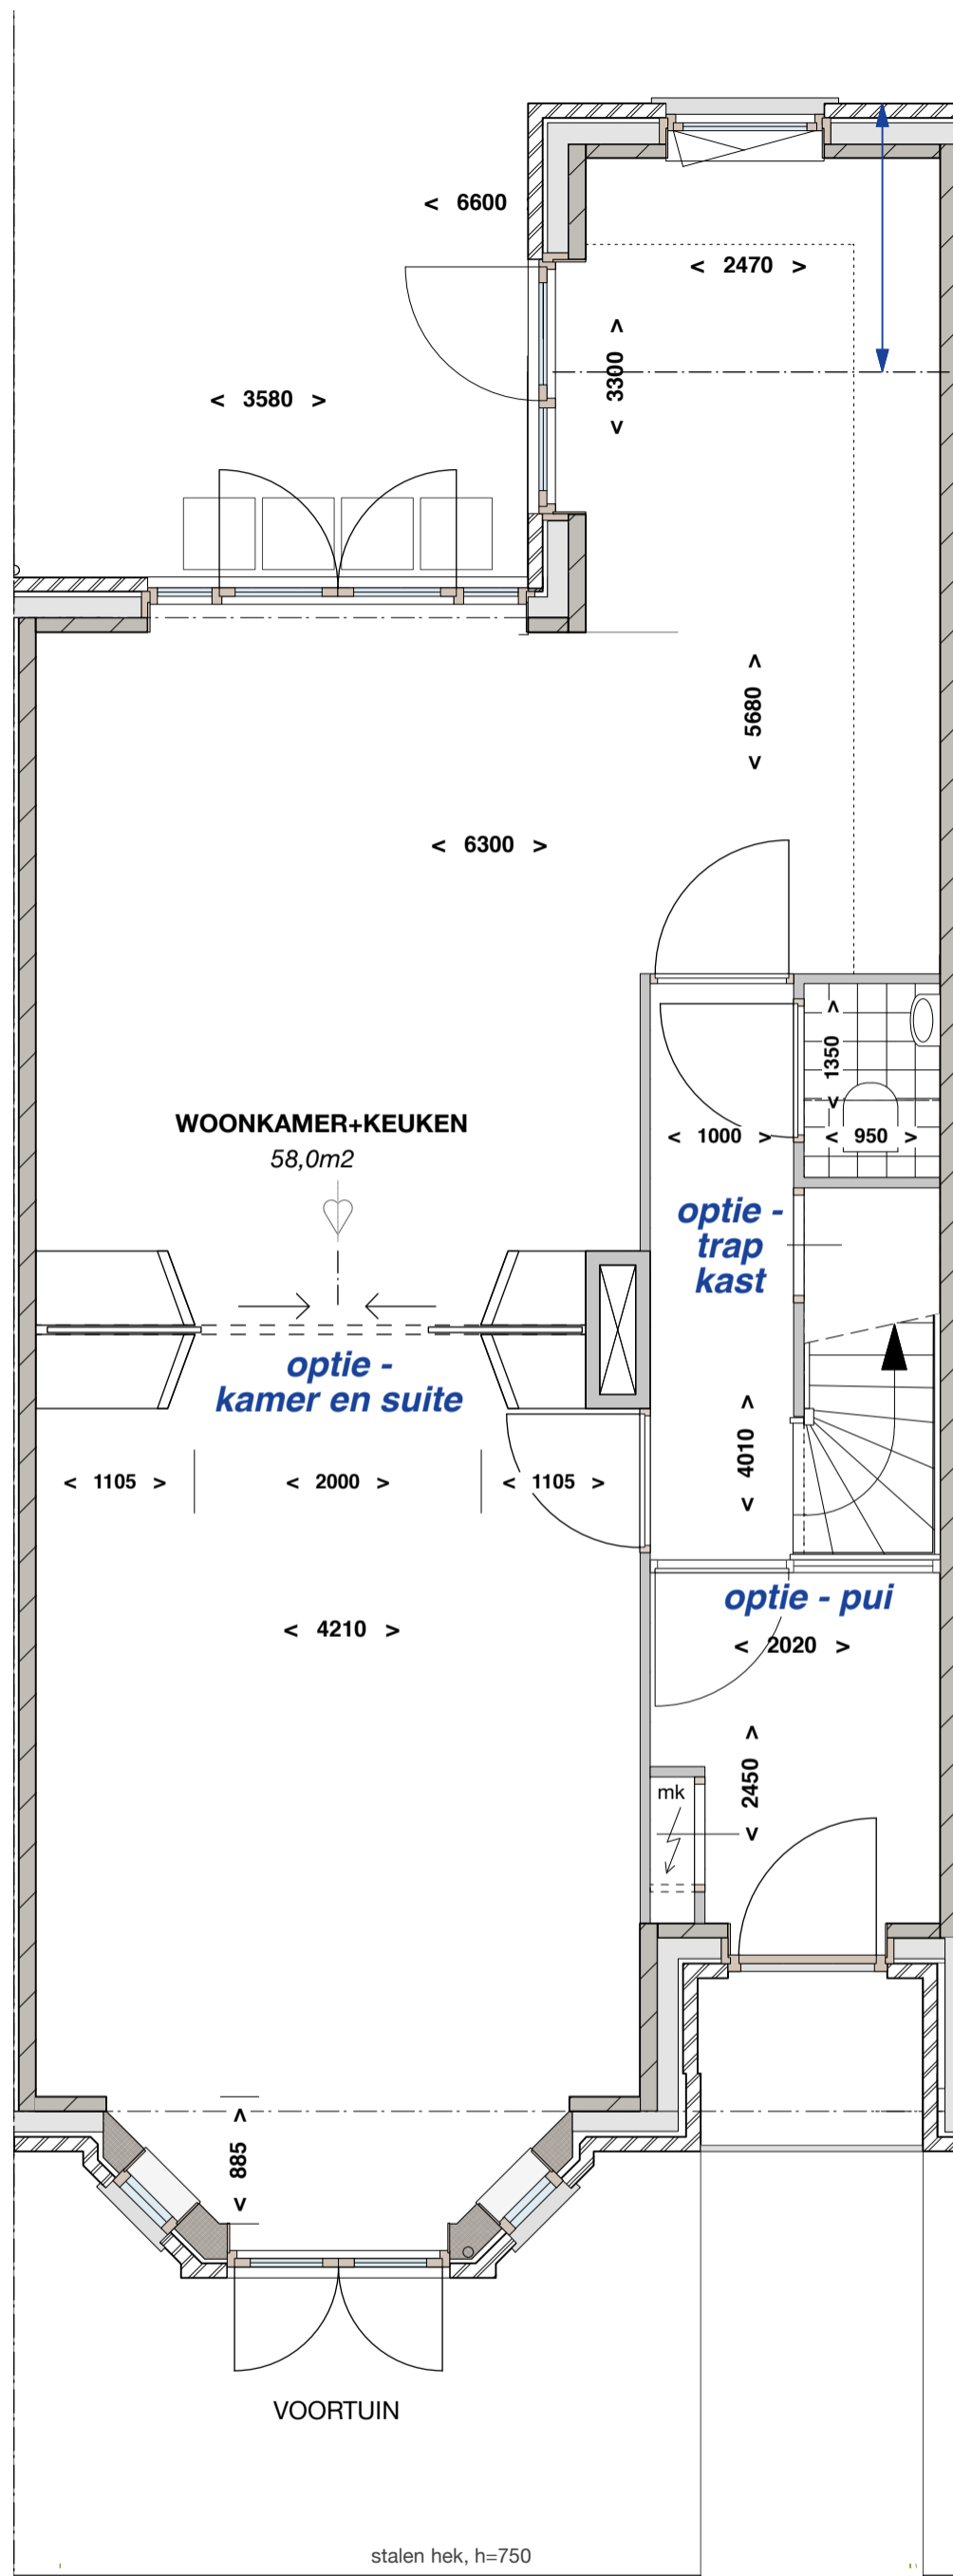 < 6600
< 2470 >
< 3300 >
< 3580 >
< 5680 >
< 6300 >
< 1350 >
WOONKAMER+KEUKEN
58,0m2
< 1000 >
< 950 >
optie -
trap
kast
optie -
kamer en suite
< 4010 >
< 1105 >
< 2000 >
< 1105 >
optie - pui
< 4210 >
< 2020 >
mk
< 2450 >
< 885 >
VOORTUIN
stalen hek, h=750